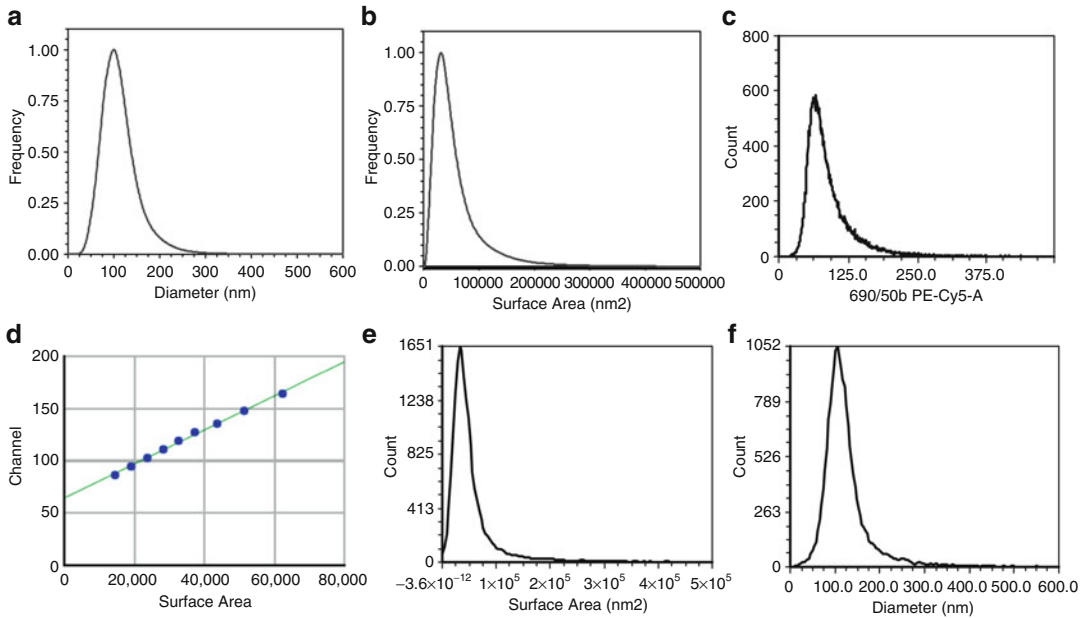 a
1.00
0.75
0.50
0.25
0.00
Frequency
0 100 200 300 400 500 600
Diameter (nm)
b
1.00
0.75
0.50
0.25
0.00
Frequency
0 100000 200000 300000 400000 500000
Surface Area (nm2)
c
800
600
400
200
0
Count
0 125.0 250.0 375.0
690/50b PE-Cy5-A
d
200
150
100
50
0
Channel
0 20,000 40,000 60,000 80,000
Surface Area
e
1651
1238
825
413
0
Count
−3.6×10⁻¹² 1×10⁵ 2×10⁵ 3×10⁵ 4×10⁵ 5×10⁵
Surface Area (nm2)
f
1052
789
526
263
0
Count
0 100.0 200.0 300.0 400.0 500.0 600.0
Diameter (nm)